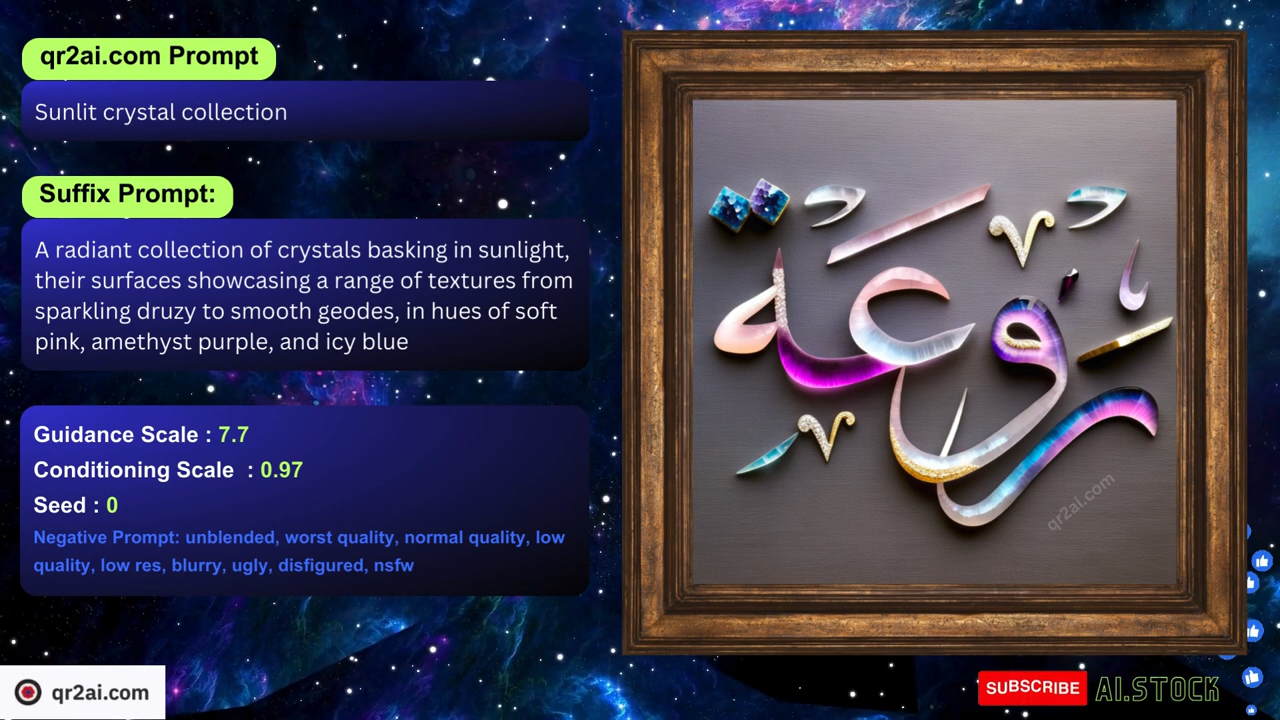 qr2ai.com Prompt
Sunlit crystal collection
Suffix Prompt:
A radiant collection of crystals basking in sunlight,
their surfaces showcasing a range of textures from
sparkling druzy to smooth geodes, in hues of soft
pink, amethyst purple, and icy blue
Guidance Scale : 7.7
Conditioning Scale : 0.97
Seed : 0
Negative Prompt: unblended, worst quality, normal quality, low
quality, low res, blurry, ugly, disfigured, nsfw
روعة
qr2ai.com
qr2ai.com
SUBSCRIBE
AI.STOCK